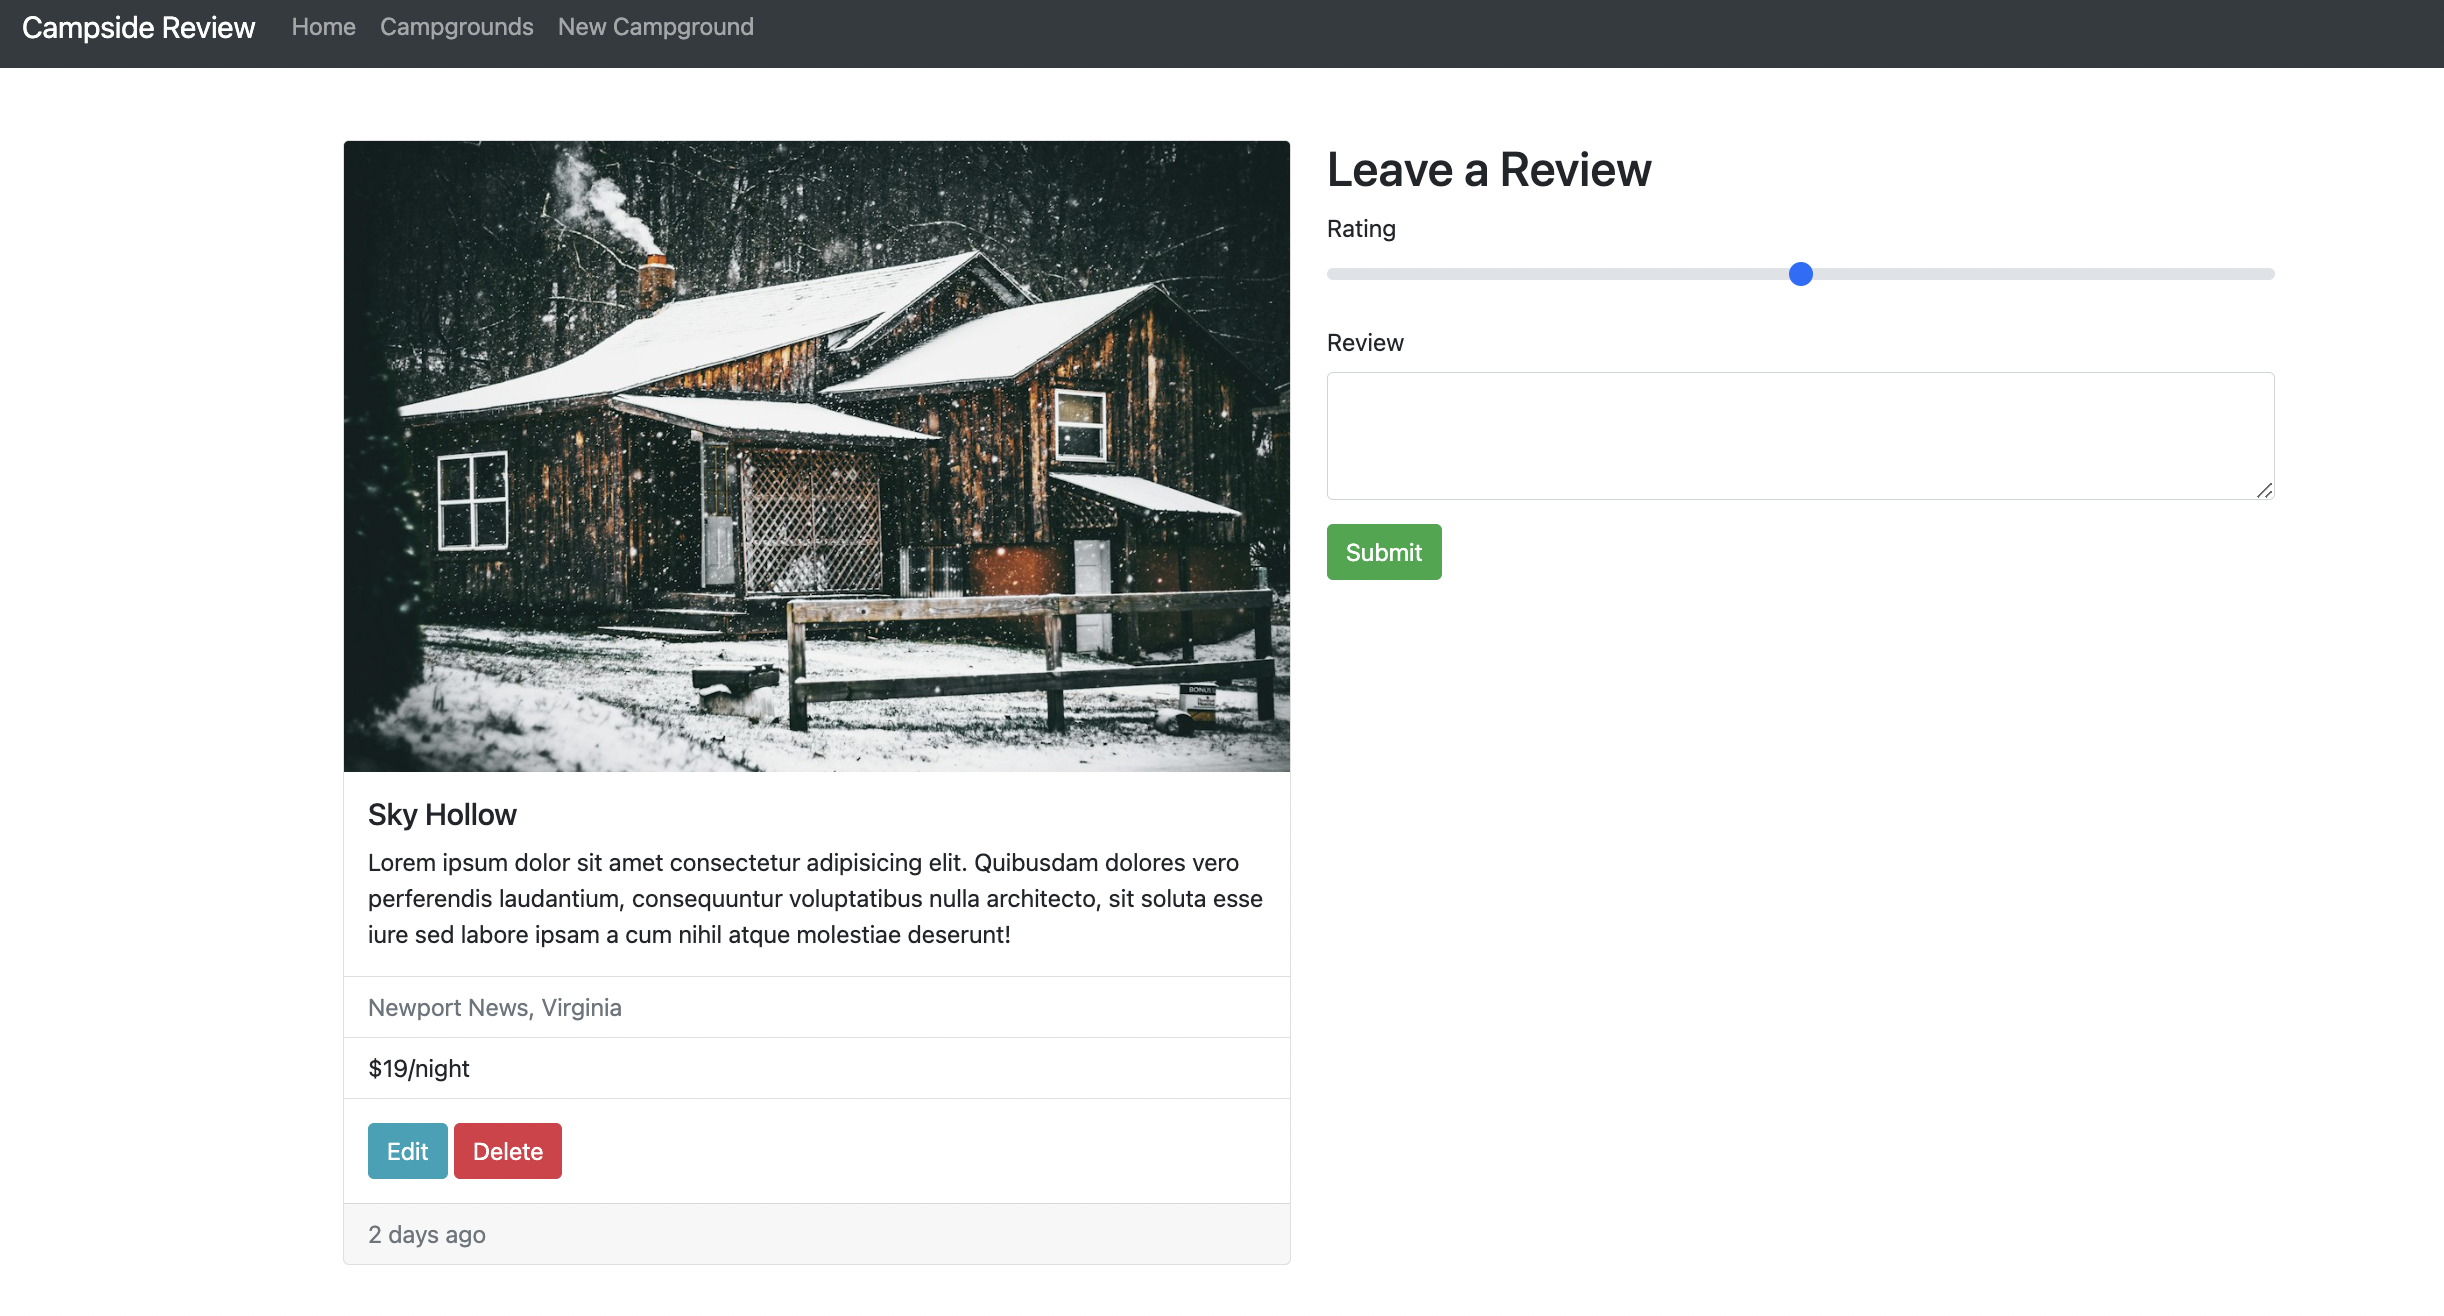 Campside Review Home Campgrounds New Campground
Leave a Review
Rating
Review
Submit
BONUS
Sky Hollow
Lorem ipsum dolor sit amet consectetur adipisicing elit. Quibusdam dolores vero
perferendis laudantium, consequuntur voluptatibus nulla architecto, sit soluta esse
iure sed labore ipsam a cum nihil atque molestiae deserunt!
Newport News, Virginia
$19/night
Edit Delete
2 days ago